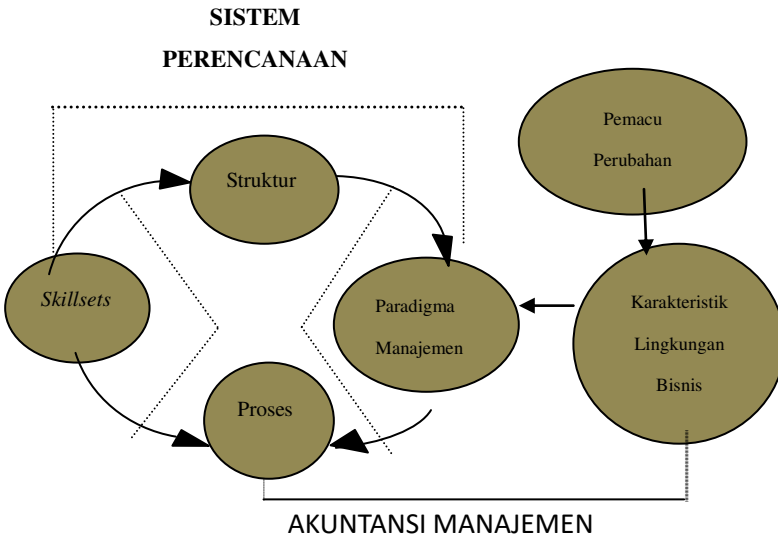 SISTEM
PERENCANAAN
Pemacu
Perubahan
Struktur
Skillsets
Paradigma
Manajemen
Karakteristik
Lingkungan
Bisnis
Proses
AKUNTANSI MANAJEMEN